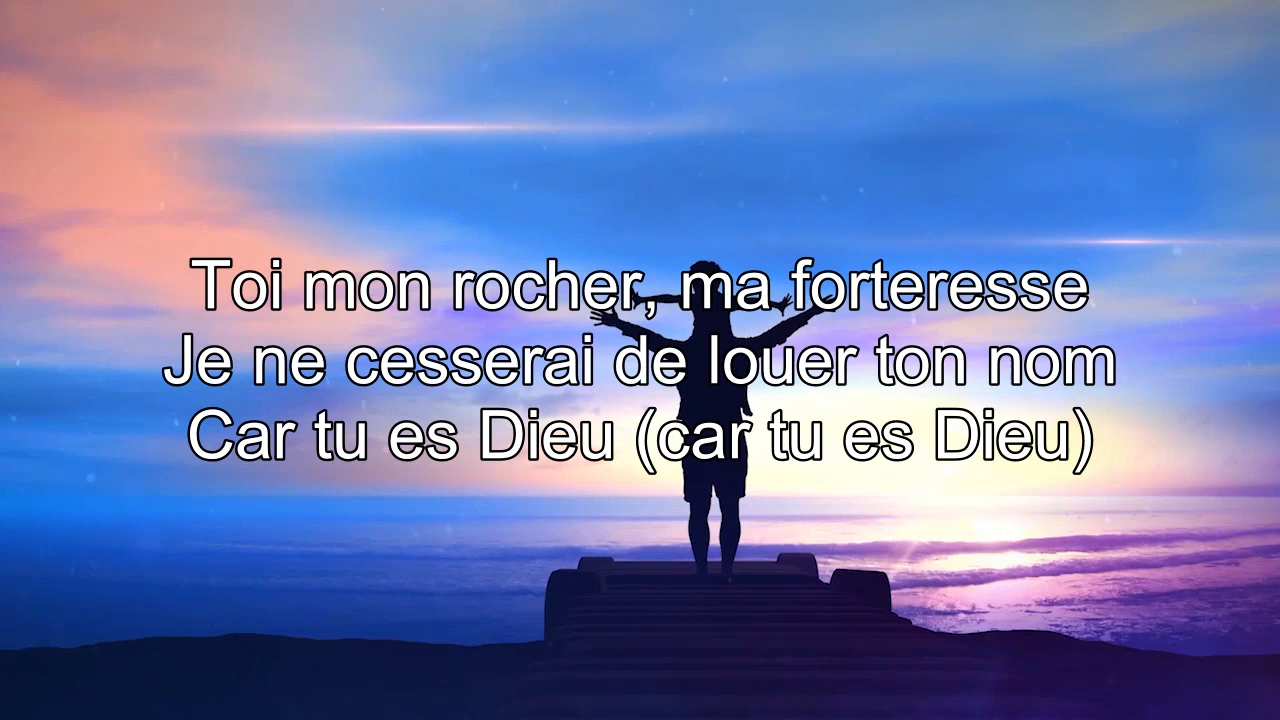 Toi mon rocher, ma forteresse
Je ne cesserai de louer ton nom
Car tu es Dieu (car tu es Dieu)